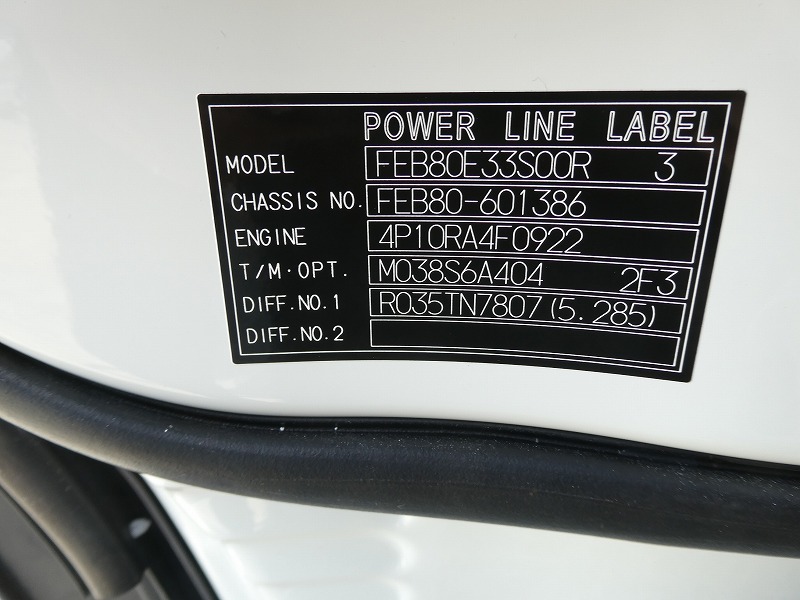 POWER LINE LABEL
MODEL FEB80E33S00R 3
CHASSIS NO. FEB80-601386
ENGINE 4P10RA4F0922
T/M·OPT. M038S6A404 2F3
DIFF.NO.1 R035TN7807(5.285)
DIFF.NO.2